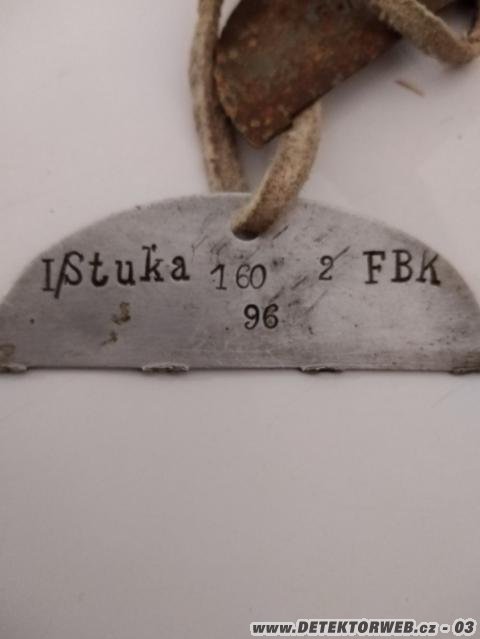 I/Stuka 160 2 FBK
96
www.DETEKTORWEB.cz - 03